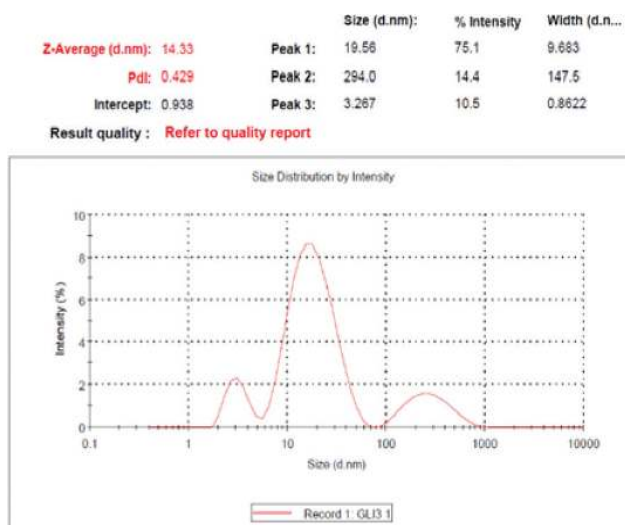 Size (d.nm): % Intensity Width (d.n...
Z-Average (d.nm): 14.33 Peak 1: 19.56 75.1 9.683
PdI: 0.429 Peak 2: 294.0 14.4 147.5
Intercept: 0.938 Peak 3: 3.267 10.5 0.8622
Result quality : Refer to quality report
Size Distribution by Intensity
10
8
6
4
2
0
Intensity (%)
0.1 1 10 100 1000 10000
Size (d.nm)
Record 1: GLI3 1